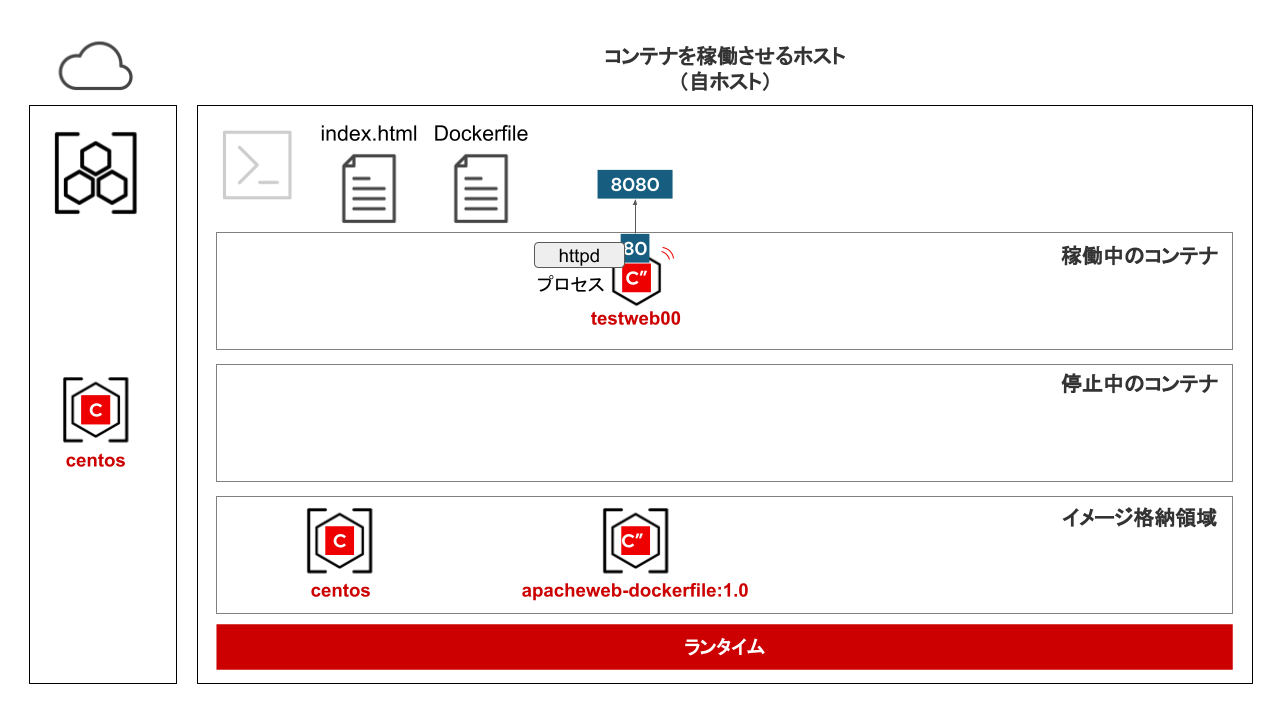 コンテナを稼働させるホスト
（自ホスト）
index.html
Dockerfile
8080
80
httpd
プロセス
C”
testweb00
稼働中のコンテナ
停止中のコンテナ
C
centos
イメージ格納領域
C
centos
C”
apacheweb-dockerfile:1.0
ランタイム